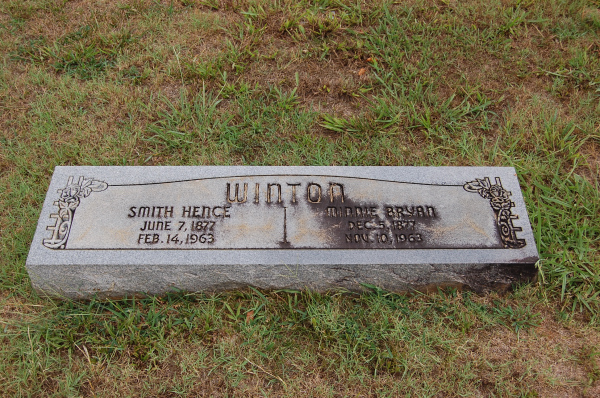 WINTON
SMITH HENCE
JUNE 7, 1877
FEB. 14, 1963
MINNIE BRYAN
DEC. 5, 1877
NOV. 10, 1963